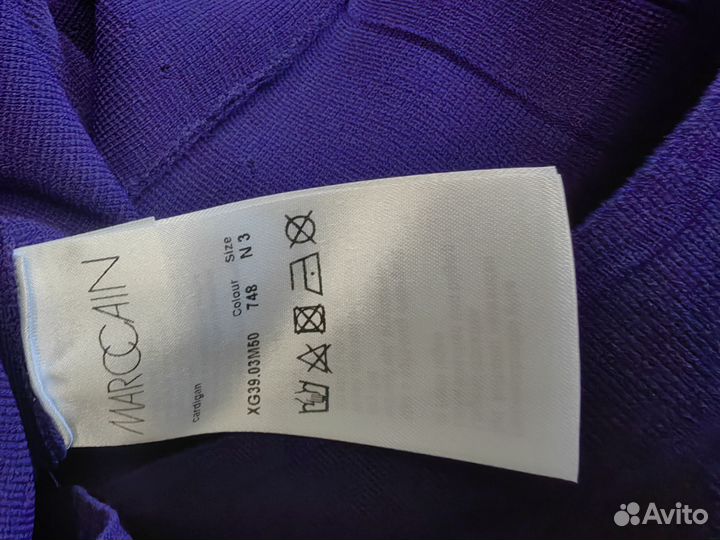 MARCCAIN
cardigan
XG39.03M50
Colour Size
748 N 3
Avito